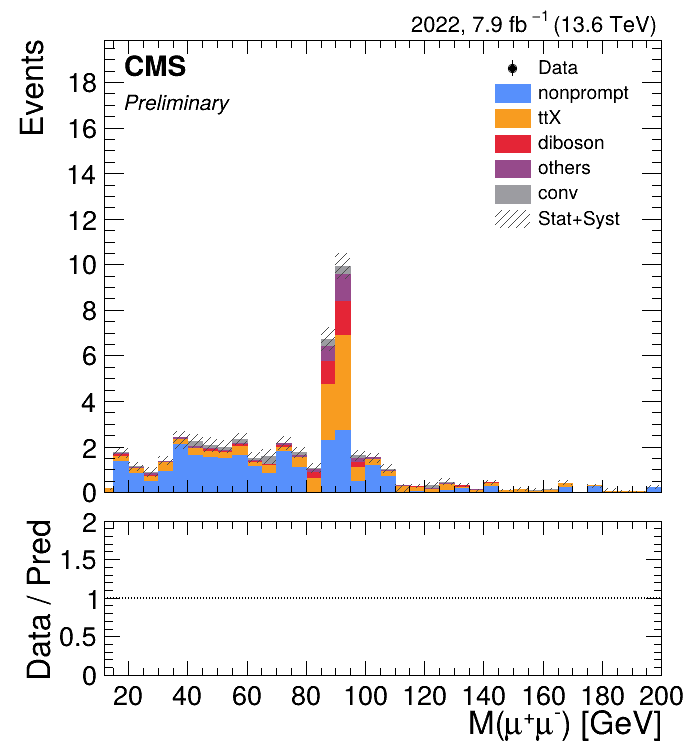 2022, 7.9 fb⁻¹ (13.6 TeV)
Events
CMS
Preliminary
Data
nonprompt
ttX
diboson
others
conv
Stat+Syst
18
16
14
12
10
8
6
4
2
0
Data / Pred
2
1.5
1
0.5
0
20 40 60 80 100 120 140 160 180 200
M(μ⁺μ⁻) [GeV]